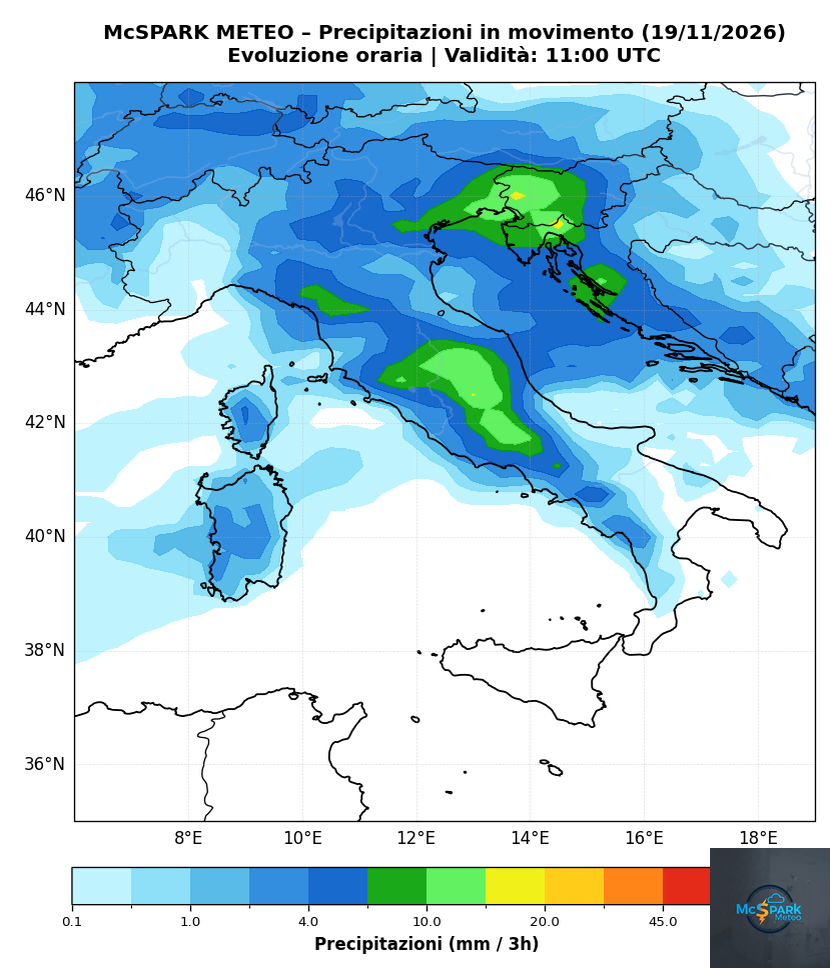 McSPARK METEO – Precipitazioni in movimento (19/11/2026)
Evoluzione oraria | Validità: 11:00 UTC
46°N
44°N
42°N
40°N
38°N
36°N
8°E 10°E 12°E 14°E 16°E 18°E
0.1 1.0 4.0 10.0 20.0 45.0
Precipitazioni (mm / 3h)
McSPARK
Meteo